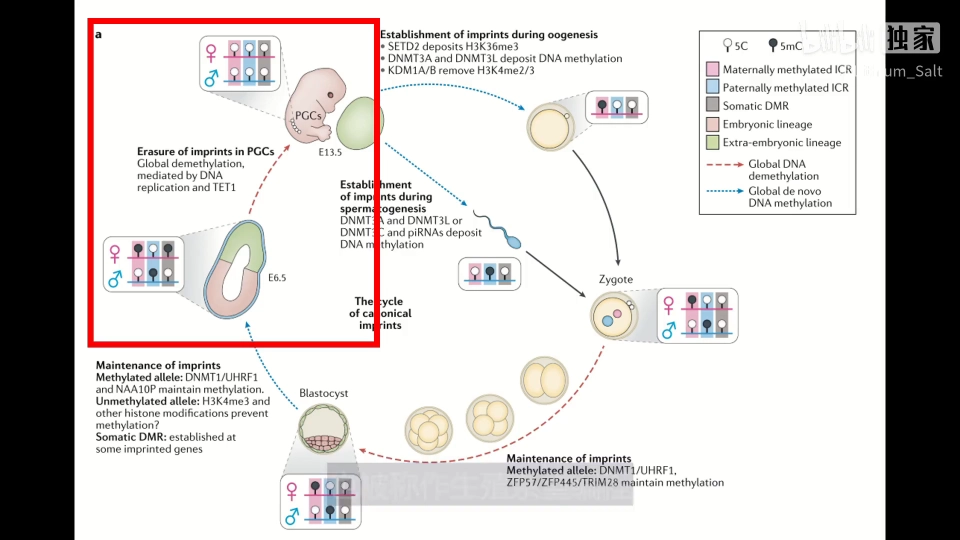 a
Establishment of imprints during oogenesis
• SETD2 deposits H3K36me3
• DNMT3A and DNMT3L deposit DNA methylation
• KDM1A/B remove H3K4me2/3
5C
5mC
独家
_Salt
Maternally methylated ICR
Paternally methylated ICR
Somatic DMR
Embryonic lineage
Extra-embryonic lineage
Global DNA
demethylation
Global de novo
DNA methylation
♀
♂
PGCs
E13.5
Erasure of imprints in PGCs
Global demethylation,
mediated by DNA
replication and TET1
Establishment
of imprints during
spermatogenesis
DNMT3A and DNMT3L or
DNMT3C and piRNAs deposit
DNA methylation
♀
♂
E6.5
Zygote
♀
♂
The cycle
of canonical
imprints
Maintenance of imprints
Methylated allele: DNMT1/UHRF1
and NAA10P maintain methylation.
Unmethylated allele: H3K4me3 and
other histone modifications prevent
methylation?
Somatic DMR: established at
some imprinted genes
Blastocyst
♀
♂
Maintenance of imprints
Methylated allele: DNMT1/UHRF1,
ZFP57/ZFP445/TRIM28 maintain methylation